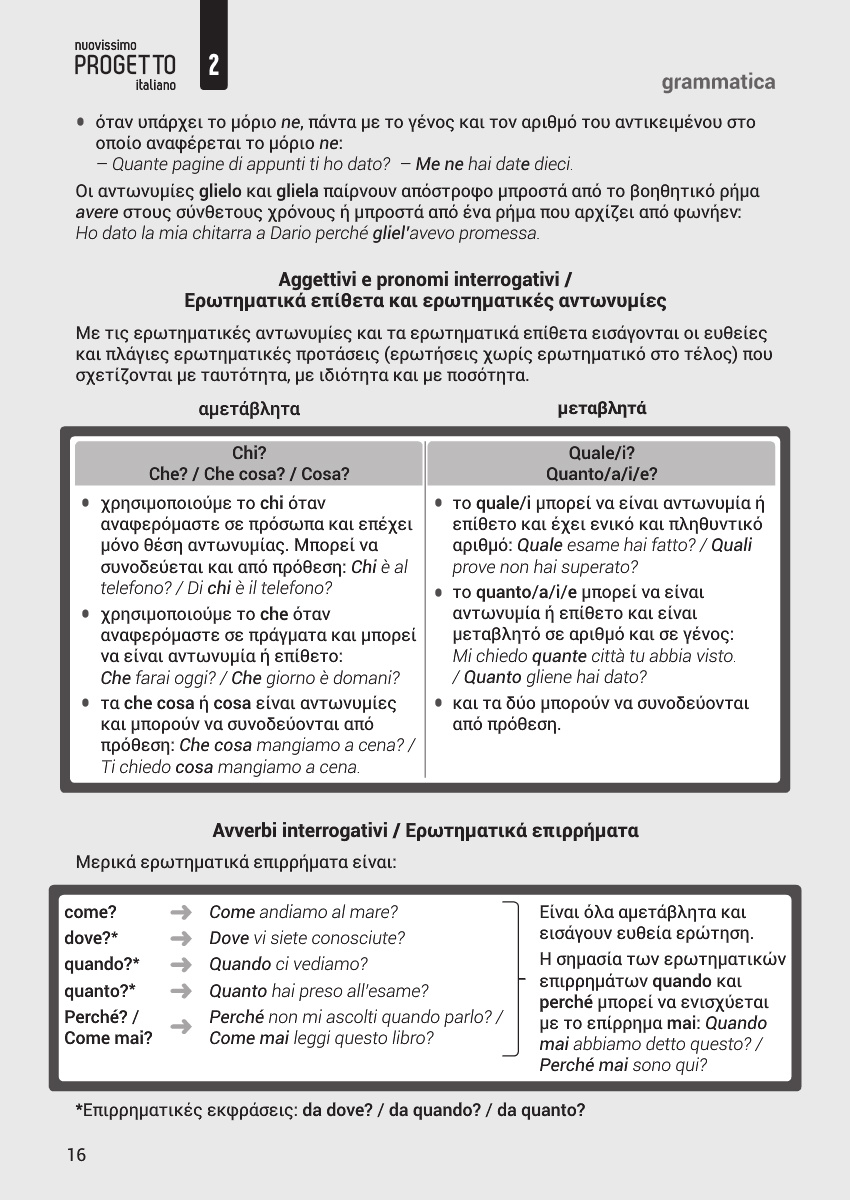 nuovissimo
PROGETTO
italiano
2
grammatica
• όταν υπάρχει το μόριο ne, πάντα με το γένος και τον αριθμό του αντικειμένου στο
οποίο αναφέρεται το μόριο ne:
– Quante pagine di appunti ti ho dato? – Me ne hai date dieci.
Οι αντωνυμίες glielo και gliela παίρνουν απόστροφο μπροστά από το βοηθητικό ρήμα
avere στους σύνθετους χρόνους ή μπροστά από ένα ρήμα που αρχίζει από φωνήεν:
Ho dato la mia chitarra a Dario perché gliel'avevo promessa.
Aggettivi e pronomi interrogativi /
Ερωτηματικά επίθετα και ερωτηματικές αντωνυμίες
Με τις ερωτηματικές αντωνυμίες και τα ερωτηματικά επίθετα εισάγονται οι ευθείες
και πλάγιες ερωτηματικές προτάσεις (ερωτήσεις χωρίς ερωτηματικό στο τέλος) που
σχετίζονται με ταυτότητα, με ιδιότητα και με ποσότητα.
αμετάβλητα
μεταβλητά
Chi?
Che? / Che cosa? / Cosa?
• χρησιμοποιούμε το chi όταν
αναφερόμαστε σε πρόσωπα και επέχει
μόνο θέση αντωνυμίας. Μπορεί να
συνοδεύεται και από πρόθεση: Chi è al
telefono? / Di chi è il telefono?
• χρησιμοποιούμε το che όταν
αναφερόμαστε σε πράγματα και μπορεί
να είναι αντωνυμία ή επίθετο:
Che farai oggi? / Che giorno è domani?
• τα che cosa ή cosa είναι αντωνυμίες
και μπορούν να συνοδεύονται από
πρόθεση: Che cosa mangiamo a cena? /
Ti chiedo cosa mangiamo a cena.
Quale/i?
Quanto/a/i/e?
• το quale/i μπορεί να είναι αντωνυμία ή
επίθετο και έχει ενικό και πληθυντικό
αριθμό: Quale esame hai fatto? / Quali
prove non hai superato?
• το quanto/a/i/e μπορεί να είναι
αντωνυμία ή επίθετο και είναι
μεταβλητό σε αριθμό και σε γένος:
Mi chiedo quante città tu abbia visto.
/ Quanto gliene hai dato?
• και τα δύο μπορούν να συνοδεύονται
από πρόθεση.
Avverbi interrogativi / Ερωτηματικά επιρρήματα
Μερικά ερωτηματικά επιρρήματα είναι:
come? ➜ Come andiamo al mare?
dove?* ➜ Dove vi siete conosciute?
quando?* ➜ Quando ci vediamo?
quanto?* ➜ Quanto hai preso all'esame?
Perché? / ➜ Perché non mi ascolti quando parlo? /
Come mai? Come mai leggi questo libro?
Είναι όλα αμετάβλητα και
εισάγουν ευθεία ερώτηση.
Η σημασία των ερωτηματικών
επιρρημάτων quando και
perché μπορεί να ενισχύεται
με το επίρρημα mai: Quando
mai abbiamo detto questo? /
Perché mai sono qui?
*Επιρρηματικές εκφράσεις: da dove? / da quando? / da quanto?
16